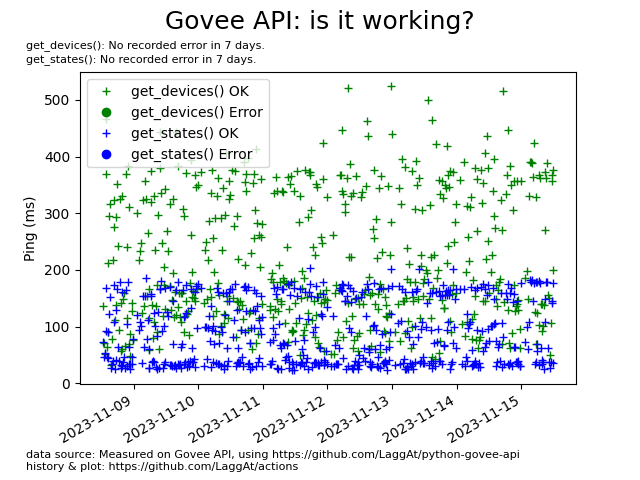 Govee API: is it working?
get_devices(): No recorded error in 7 days.
get_states(): No recorded error in 7 days.
get_devices() OK
get_devices() Error
get_states() OK
get_states() Error
Ping (ms)
500
400
300
200
100
0
2023-11-09
2023-11-10
2023-11-11
2023-11-12
2023-11-13
2023-11-14
2023-11-15
data source: Measured on Govee API, using https://github.com/LaggAt/python-govee-api
history & plot: https://github.com/LaggAt/actions